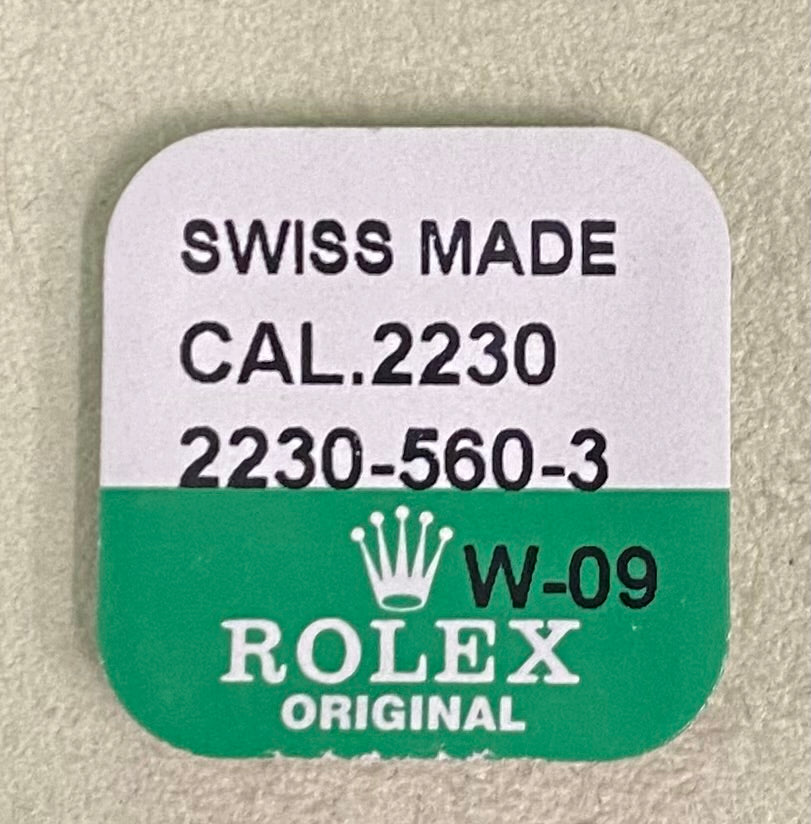 SWISS MADE
CAL.2230
2230-560-3
W-09
ROLEX
ORIGINAL